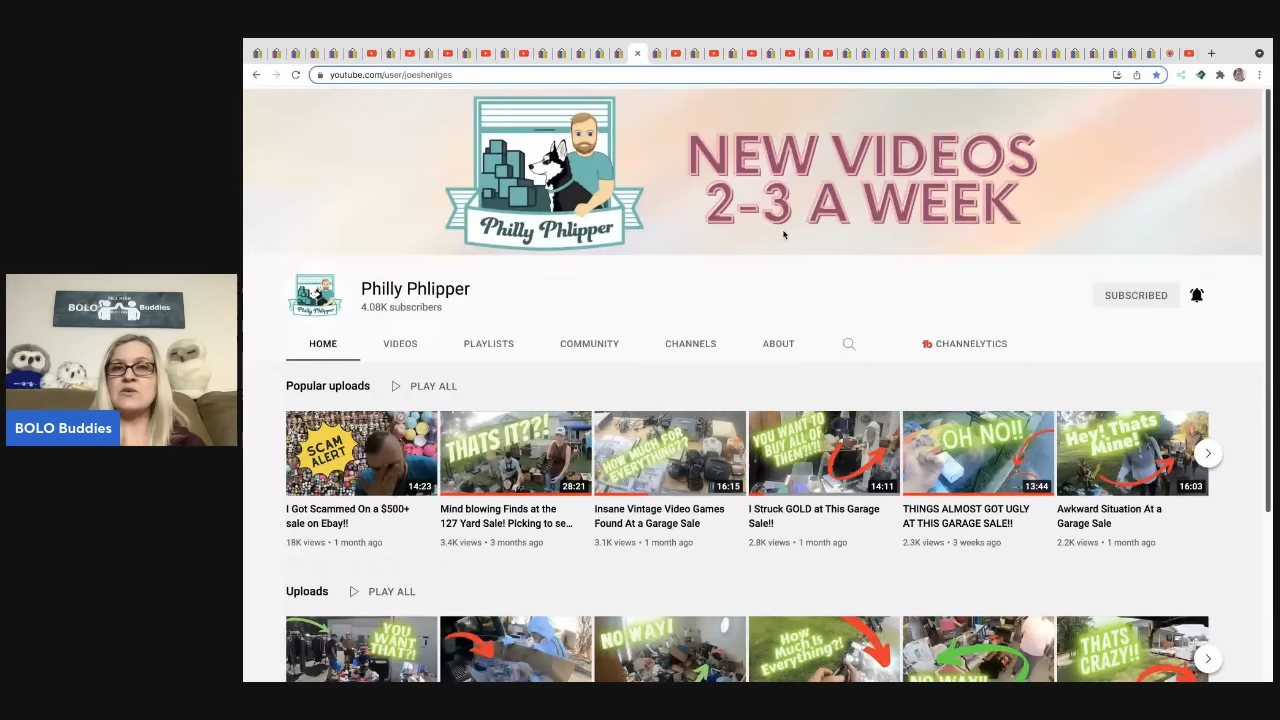 youtube.com/user/joeshenlges
NEW VIDEOS
2-3 A WEEK
Philly Phlipper
Philly Phlipper
4.08K subscribers
SUBSCRIBED
HOME
VIDEOS
PLAYLISTS
COMMUNITY
CHANNELS
ABOUT
CHANNELYTICS
BOLO Buddies
BOLO Buddies
Popular uploads
PLAY ALL
SCAM
ALERT
14:23
THATS IT??!
28:21
HOW MUCH FOR
EVERYTHING?!
16:15
YOU WANT TO
BUY ALL OF
THEM?!?!
14:11
OH NO!!
13:44
Hey! Thats
Mine!
16:03
I Got Scammed On a $500+
sale on Ebay!!
18K views • 1 month ago
Mind blowing Finds at the
127 Yard Sale! Picking to se...
3.4K views • 3 months ago
Insane Vintage Video Games
Found At a Garage Sale
3.1K views • 1 month ago
I Struck GOLD at This Garage
Sale!!
2.8K views • 1 month ago
THINGS ALMOST GOT UGLY
AT THIS GARAGE SALE!!
2.3K views • 3 weeks ago
Awkward Situation At a
Garage Sale
2.2K views • 1 month ago
Uploads
PLAY ALL
YOU
WANT
THAT?!
NO WAY!
How
Much Is
Everything?!
NO WAY!!
THATS
CRAZY!!